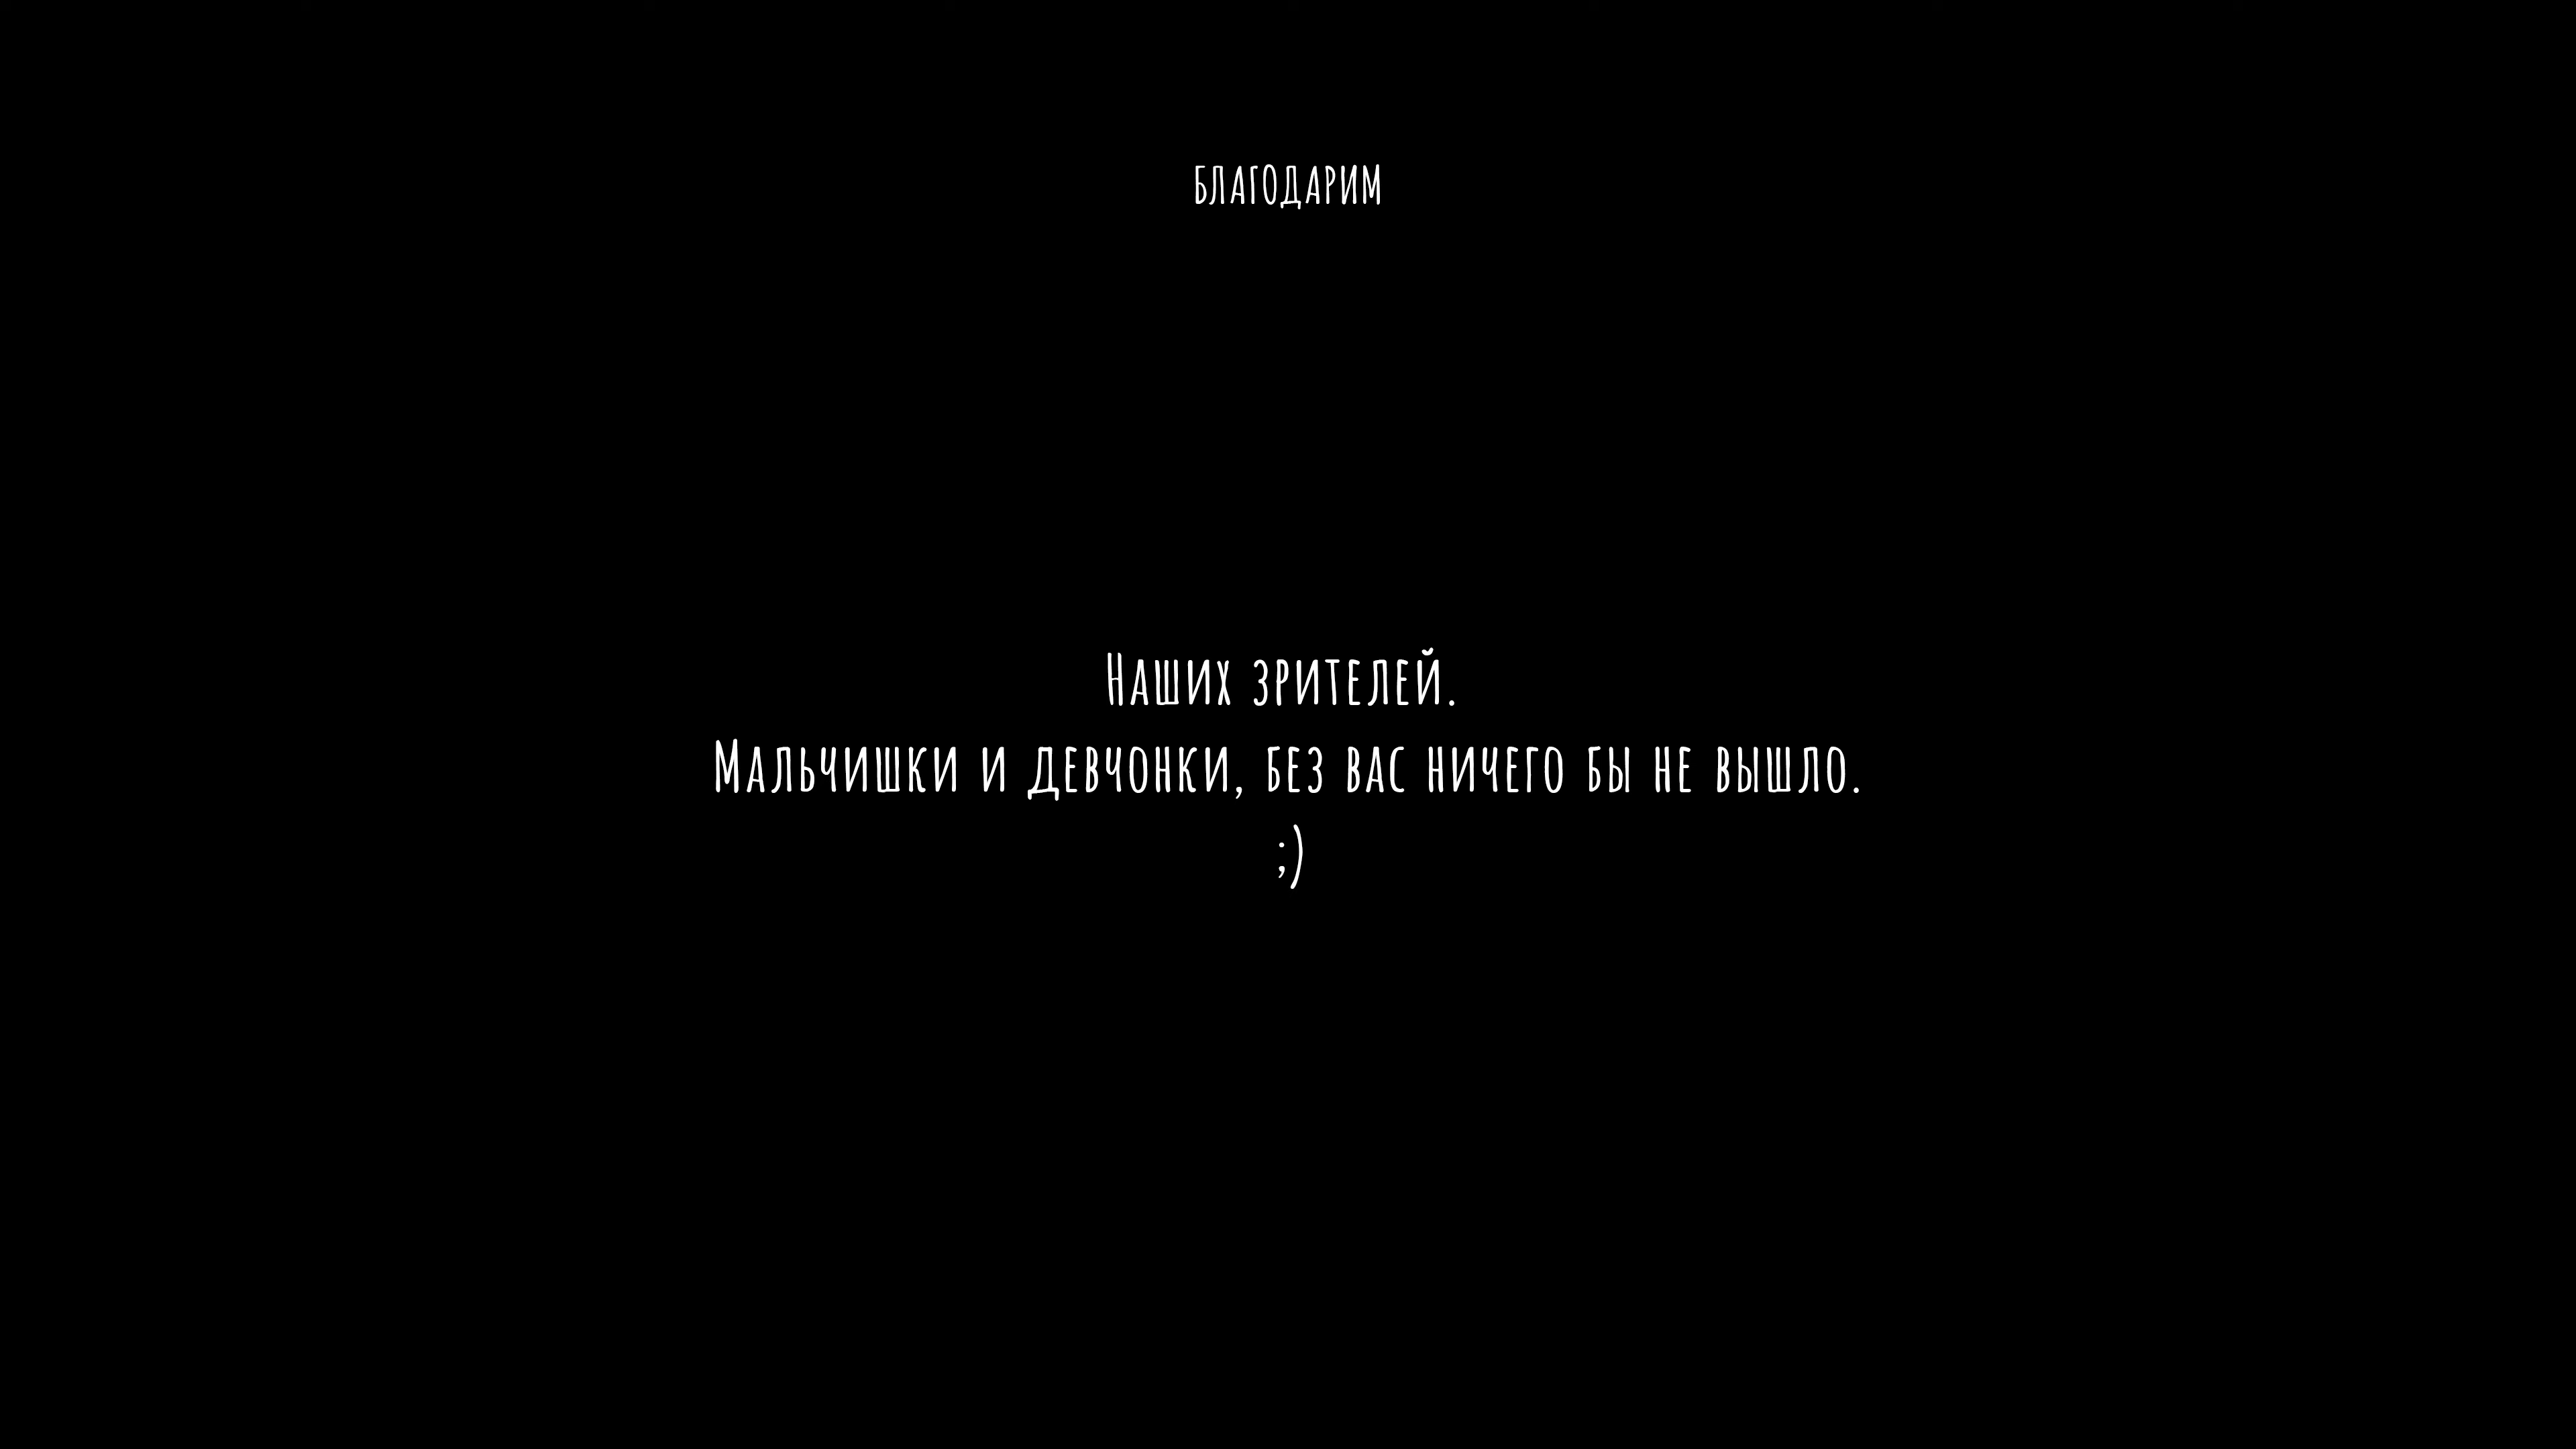 БЛАГОДАРИМ
Наших зрителей.
Мальчишки и девчонки, без вас ничего бы не вышло.
;)